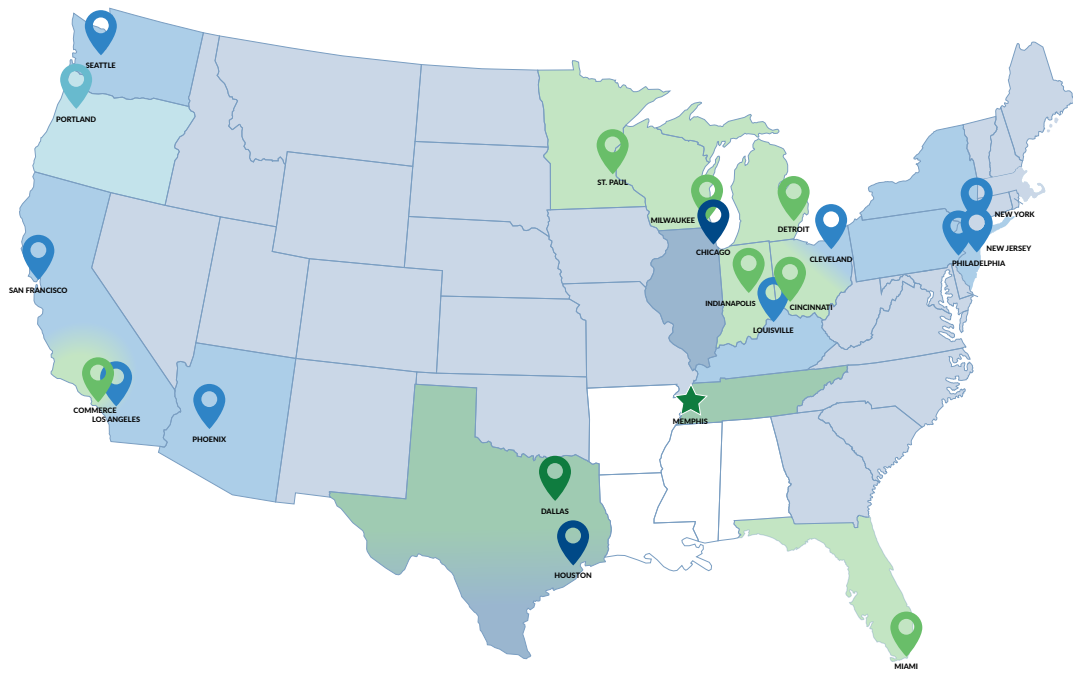 SEATTLE
PORTLAND
ST. PAUL
MILWAUKEE
DETROIT
NEW YORK
NEW JERSEY
CHICAGO
CLEVELAND
PHILADELPHIA
SAN FRANCISCO
INDIANAPOLIS
CINCINNATI
LOUISVILLE
COMMERCE
LOS ANGELES
MEMPHIS
PHOENIX
DALLAS
HOUSTON
MIAMI